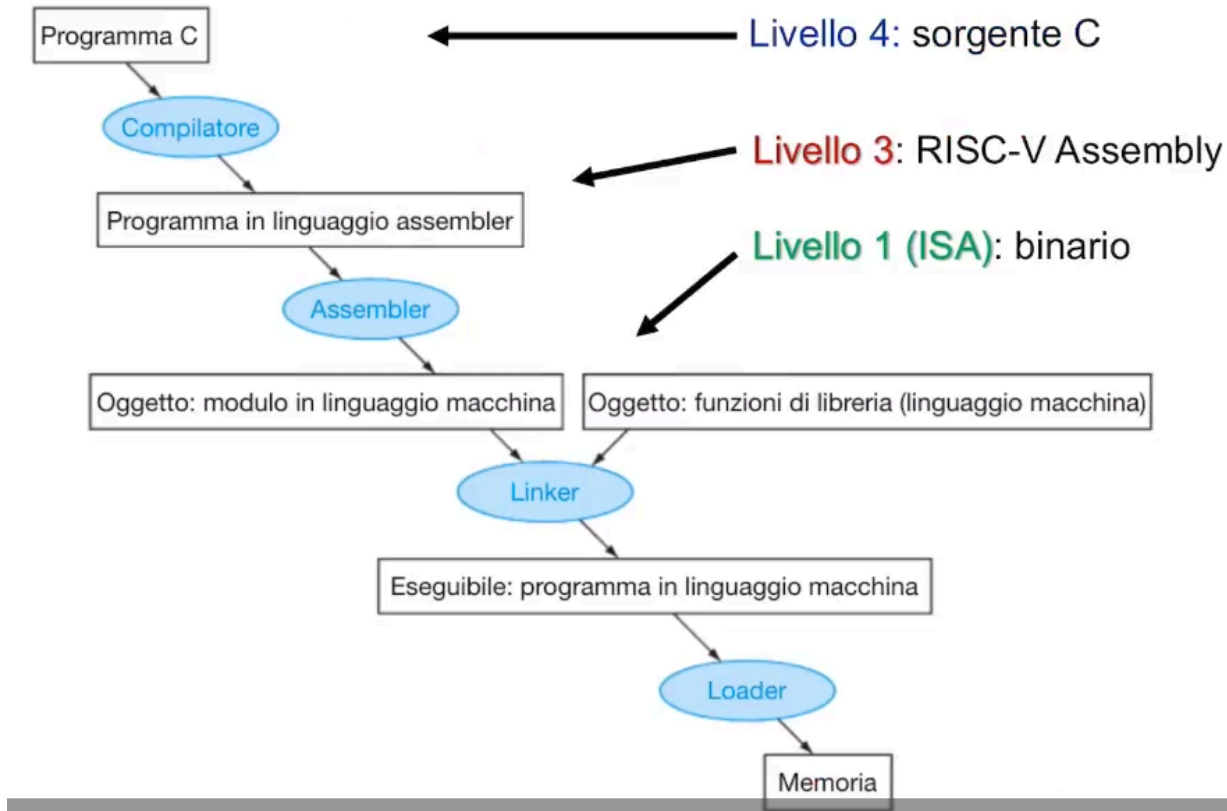 Programma C
Livello 4: sorgente C
Compilatore
Livello 3: RISC-V Assembly
Programma in linguaggio assembler
Livello 1 (ISA): binario
Assembler
Oggetto: modulo in linguaggio macchina
Oggetto: funzioni di libreria (linguaggio macchina)
Linker
Eseguibile: programma in linguaggio macchina
Loader
Memoria